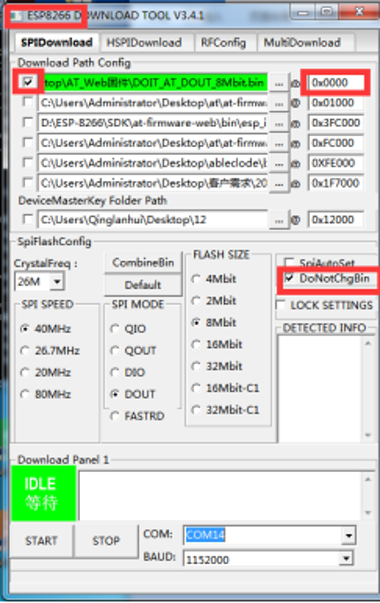 ESP8266 DOWNLOAD TOOL V3.4.1
SPIDownload HSPIDownload RFConfig MultiDownload
Download Path Config
top\AT_Web固件\DOIT_AT_DOUT_8Mbit.bin ... @ 0x0000
C:\Users\Administrator\Desktop\at\at-firmw ... @ 0x01000
D:\ESP-8266\SDK\at-firmware-web\bin\esp_i ... @ 0x3FC000
C:\Users\Administrator\Desktop\at\at-firmw ... @ 0xFC000
C:\Users\Administrator\Desktop\ableclode\b ... @ 0XFE000
C:\Users\Administrator\Desktop\客户需求\20 ... @ 0x1F7000
DeviceMasterKey Folder Path
C:\Users\Qinglanhui\Desktop\12 ... @ 0x12000
SpiFlashConfig
CrystalFreq :
26M
CombineBin
Default
SPI SPEED
40MHz
26.7MHz
20MHz
80MHz
SPI MODE
QIO
QOUT
DIO
DOUT
FASTRD
FLASH SIZE
4Mbit
2Mbit
8Mbit
16Mbit
32Mbit
16Mbit-C1
32Mbit-C1
SpiAutoSet
DoNotChgBin
LOCK SETTINGS
DETECTED INFO
Download Panel 1
IDLE
等待
START STOP
COM: COM14
BAUD: 1152000